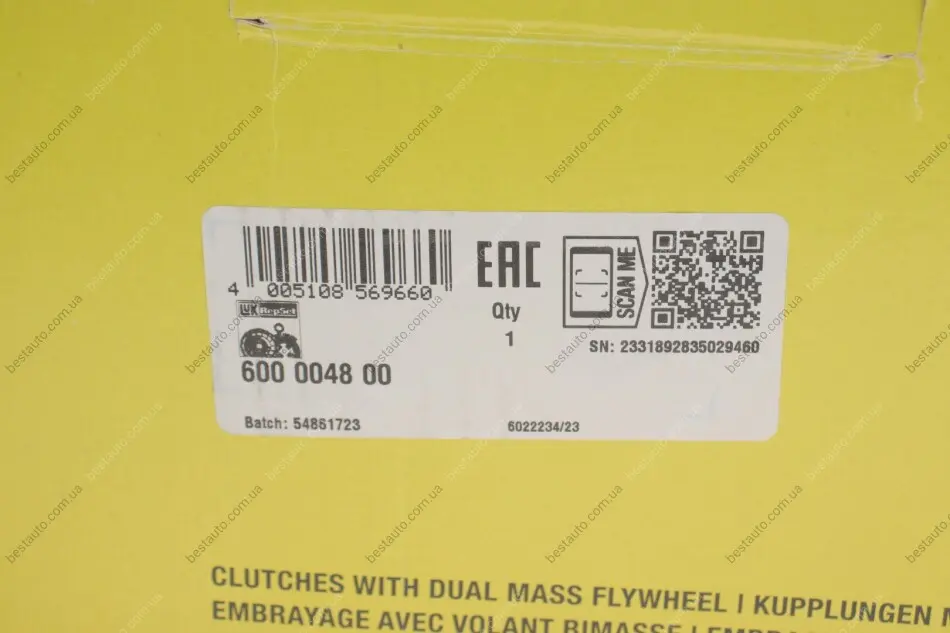 4 005108 569660
EAC
Qty
1
SCAN ME
SN: 2331892835029460
LUK
600 0048 00
Batch: 54861723
6022234/23
CLUTCHES WITH DUAL MASS FLYWHEEL | KUPPLUNGEN
EMBRAYAGE AVEC VOLANT BIMASSE |
bestauto.com.ua